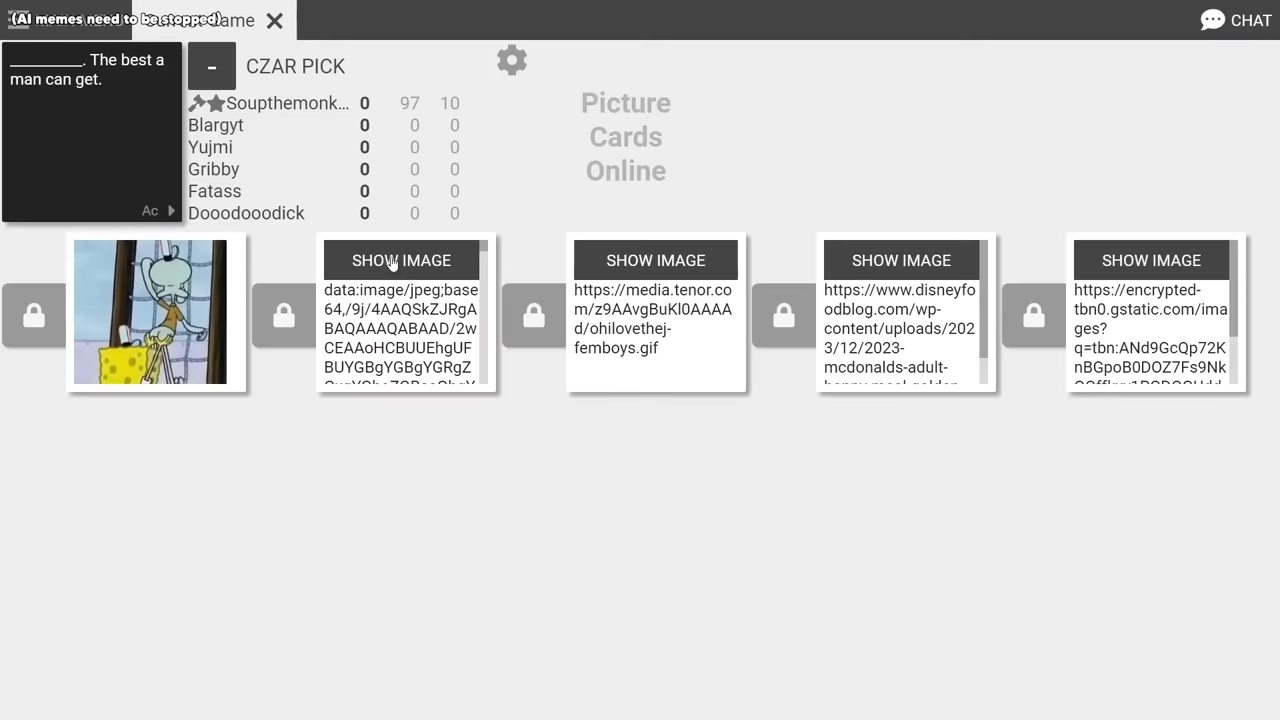 (AI memes need to be stopped)
Game
CHAT
__________. The best a
man can get.
Ac
-
CZAR PICK
Soupthemonk... 0 97 10
Blargyt 0 0 0
Yujmi 0 0 0
Gribby 0 0 0
Fatass 0 0 0
Dooodooodick 0 0 0
Picture
Cards
Online
SHOW IMAGE
data:image/jpeg;base
64,/9j/4AAQSkZJRgA
BAQAAAQABAAD/2w
CEAAoHCBUUEhgUF
BUYGBgYGBgYGRgZ
SHOW IMAGE
https://media.tenor.co
m/z9AAvgBuKl0AAAA
d/ohilovethej-
femboys.gif
SHOW IMAGE
https://www.disneyfo
odblog.com/wp-
content/uploads/202
3/12/2023-
mcdonalds-adult-
SHOW IMAGE
https://encrypted-
tbn0.gstatic.com/ima
ges?
q=tbn:ANd9GcQp72K
nBGpoB0DOZ7Fs9Nk